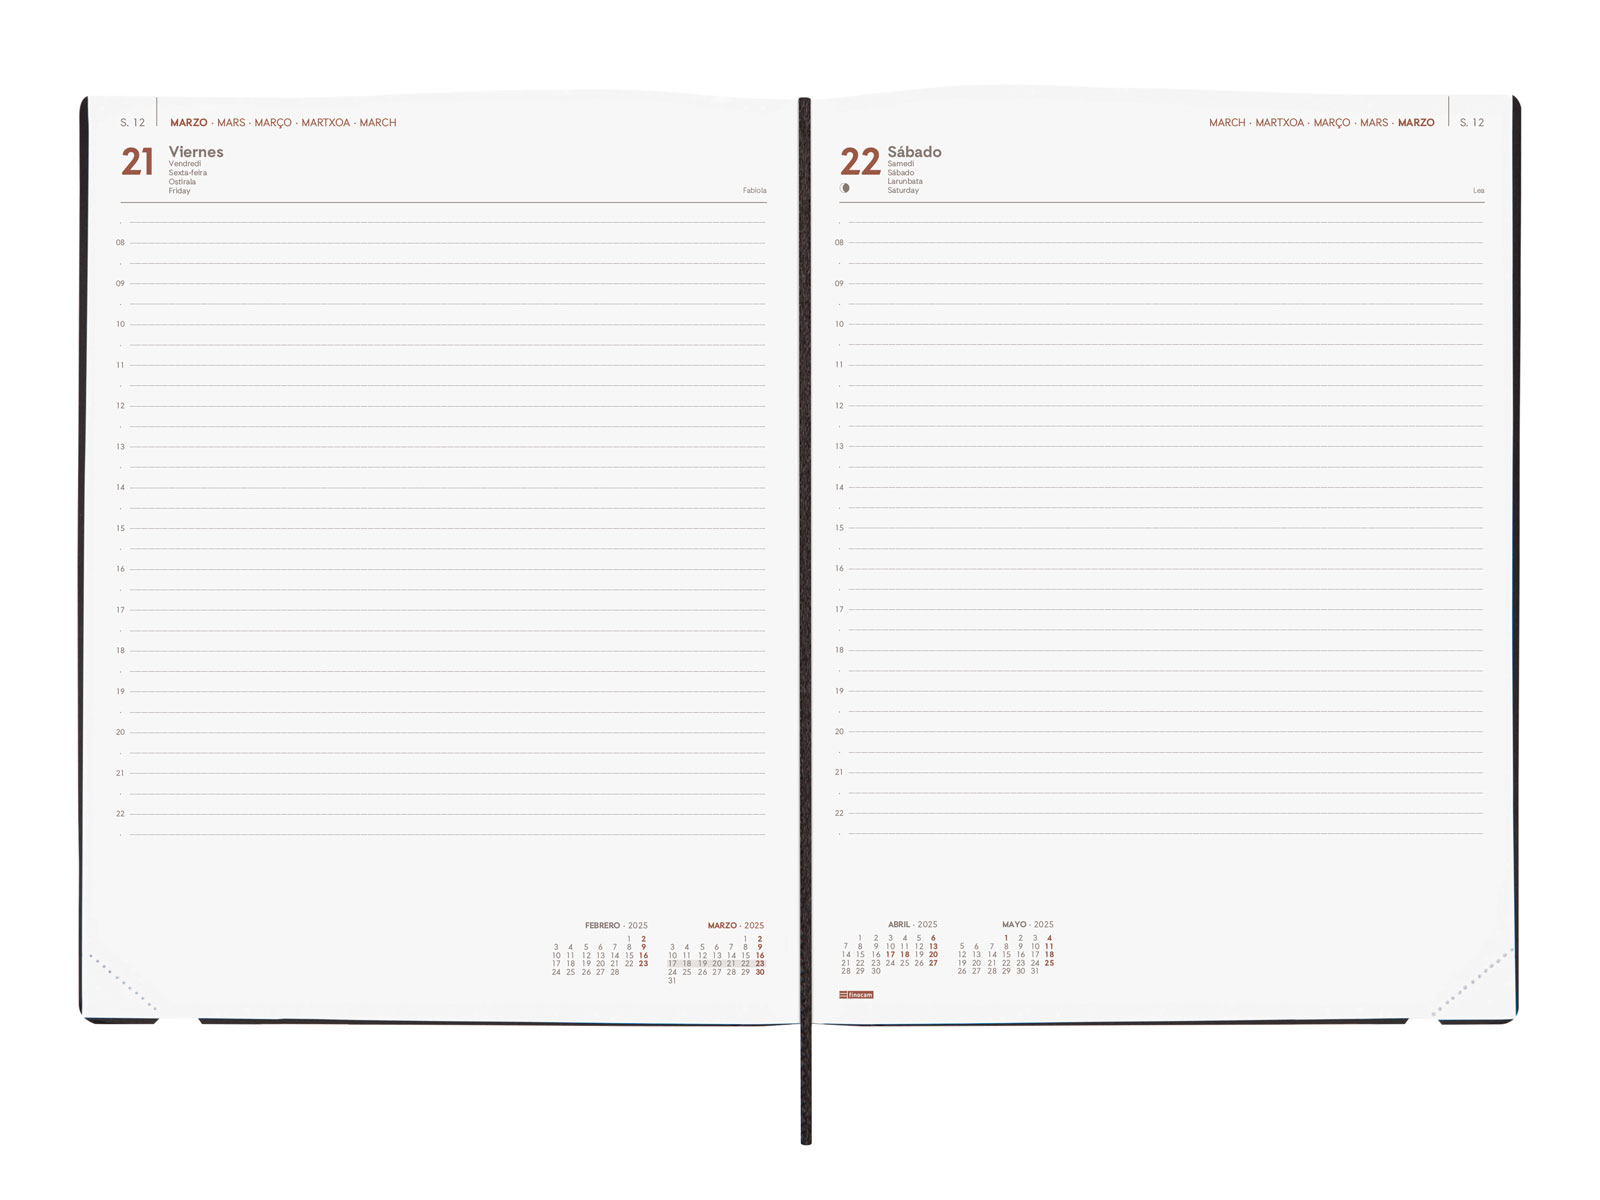 S. 12 MARZO · MARS · MARÇO · MARTXOA · MARCH
21 Viernes
Vendredi
Sexta-feira
Ostirala
Friday
Fabiola
08
09
10
11
12
13
14
15
16
17
18
19
20
21
22
FEBRERO · 2025
1 2
3 4 5 6 7 8 9
10 11 12 13 14 15 16
17 18 19 20 21 22 23
24 25 26 27 28
MARZO · 2025
1 2
3 4 5 6 7 8 9
10 11 12 13 14 15 16
17 18 19 20 21 22 23
24 25 26 27 28 29 30
31
MARCH · MARTXOA · MARÇO · MARS · MARZO S. 12
22 Sábado
Samedi
Sábado
Larunbata
Saturday
Lea
08
09
10
11
12
13
14
15
16
17
18
19
20
21
22
ABRIL · 2025
1 2 3 4 5 6
7 8 9 10 11 12 13
14 15 16 17 18 19 20
21 22 23 24 25 26 27
28 29 30
MAYO · 2025
1 2 3 4
5 6 7 8 9 10 11
12 13 14 15 16 17 18
19 20 21 22 23 24 25
26 27 28 29 30 31
finocam